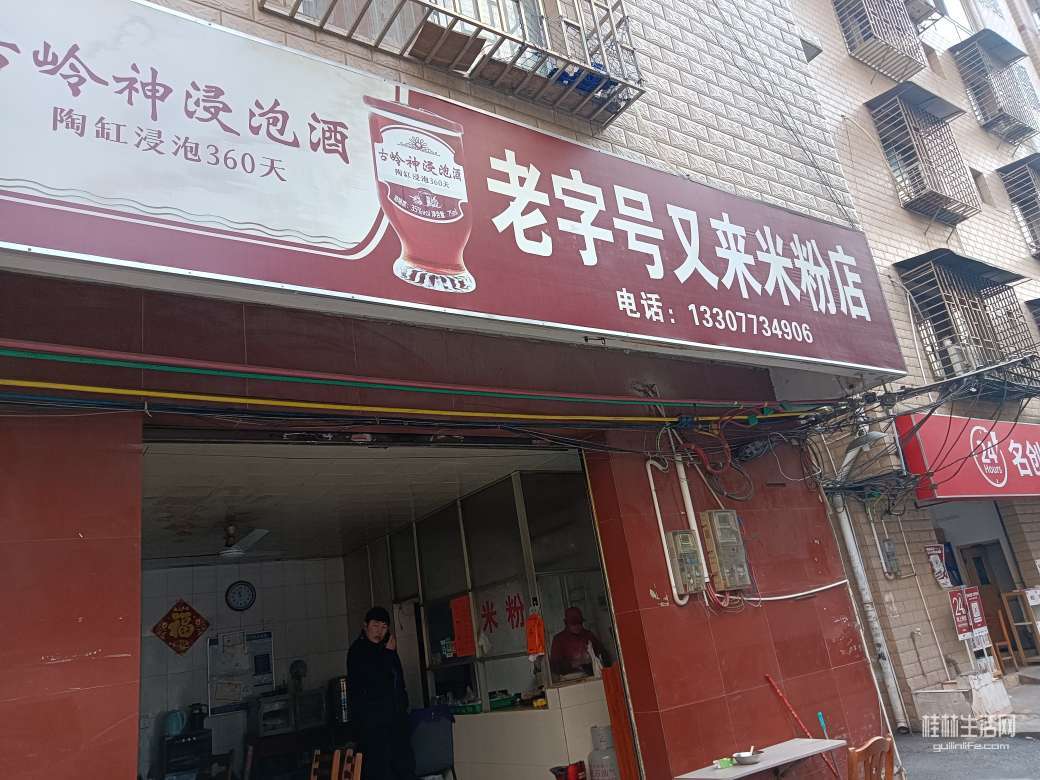 古岭神浸泡酒
陶缸浸泡360天
古岭神浸泡酒
陶缸浸泡360天
老字号又来米粉店
电话：13307734906
24
Hours
名创
米粉
福
24
桂林生活网
guilinlife.com